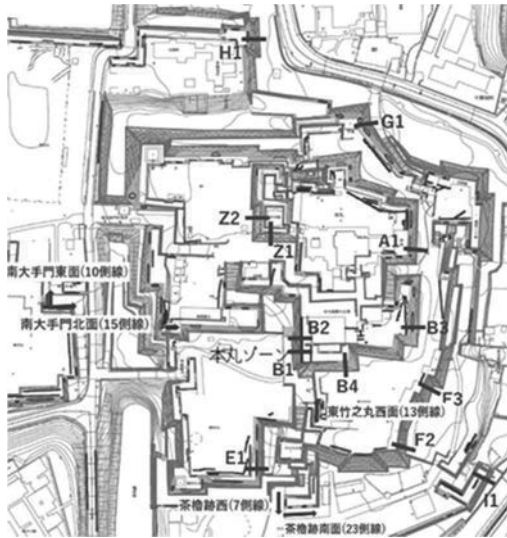 H1
G1
Z2
A1
Z1
南大手門東面(10側線)
南大手門北面(15側線)
B2
B3
本丸ゾーン
B1
B4
F3
東竹之丸西面(13側線)
F2
E1
I1
茶櫓跡西(7側線)
茶櫓跡南面(23側線)